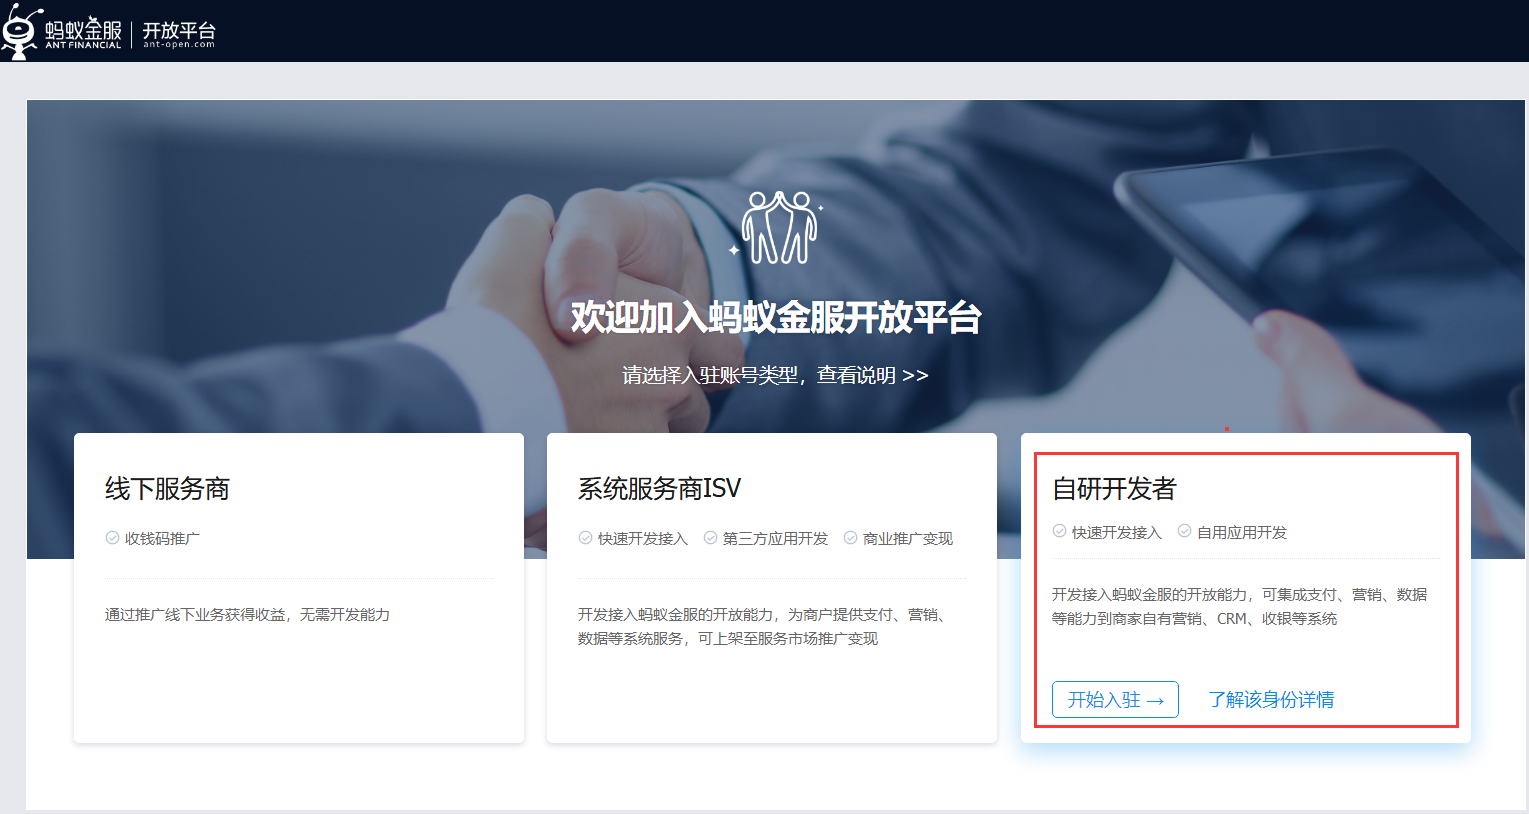 蚂蚁金服
ANT FINANCIAL
开放平台
ant-open.com
欢迎加入蚂蚁金服开放平台
请选择入驻账号类型，查看说明 >>
线下服务商
收钱码推广
通过推广线下业务获得收益，无需开发能力
系统服务商ISV
快速开发接入 第三方应用开发 商业推广变现
开发接入蚂蚁金服的开放能力，为商户提供支付、营销、
数据等系统服务，可上架至服务市场推广变现
自研开发者
快速开发接入 自用应用开发
开发接入蚂蚁金服的开放能力，可集成支付、营销、数据
等能力到商家自有营销、CRM、收银等系统
开始入驻 →
了解该身份详情